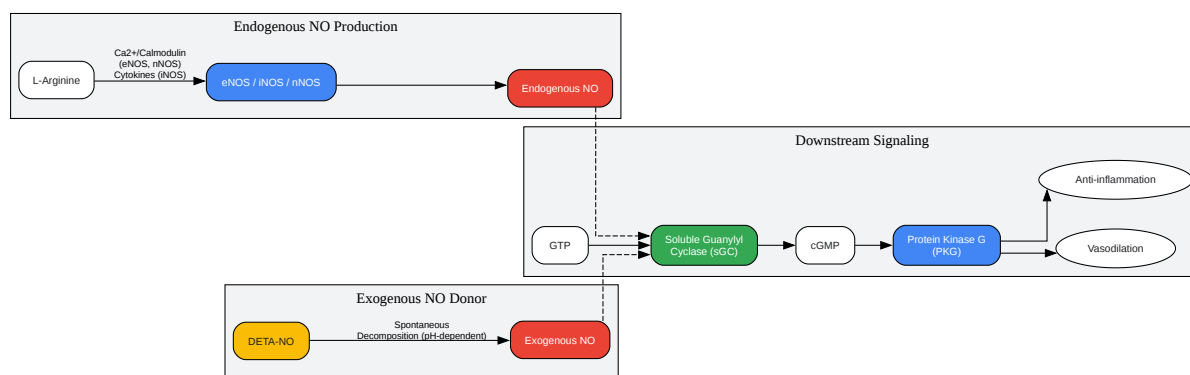 Endogenous NO Production
L-Arginine
Ca2+/Calmodulin
(eNOS, nNOS)
Cytokines (iNOS)
eNOS / iNOS / nNOS
Endogenous NO
Downstream Signaling
Anti-inflammation
GTP
Soluble Guanylyl
Cyclase (sGC)
cGMP
Protein Kinase G
(PKG)
Vasodilation
Exogenous NO Donor
DETA-NO
Spontaneous
Decomposition (pH-dependent)
Exogenous NO